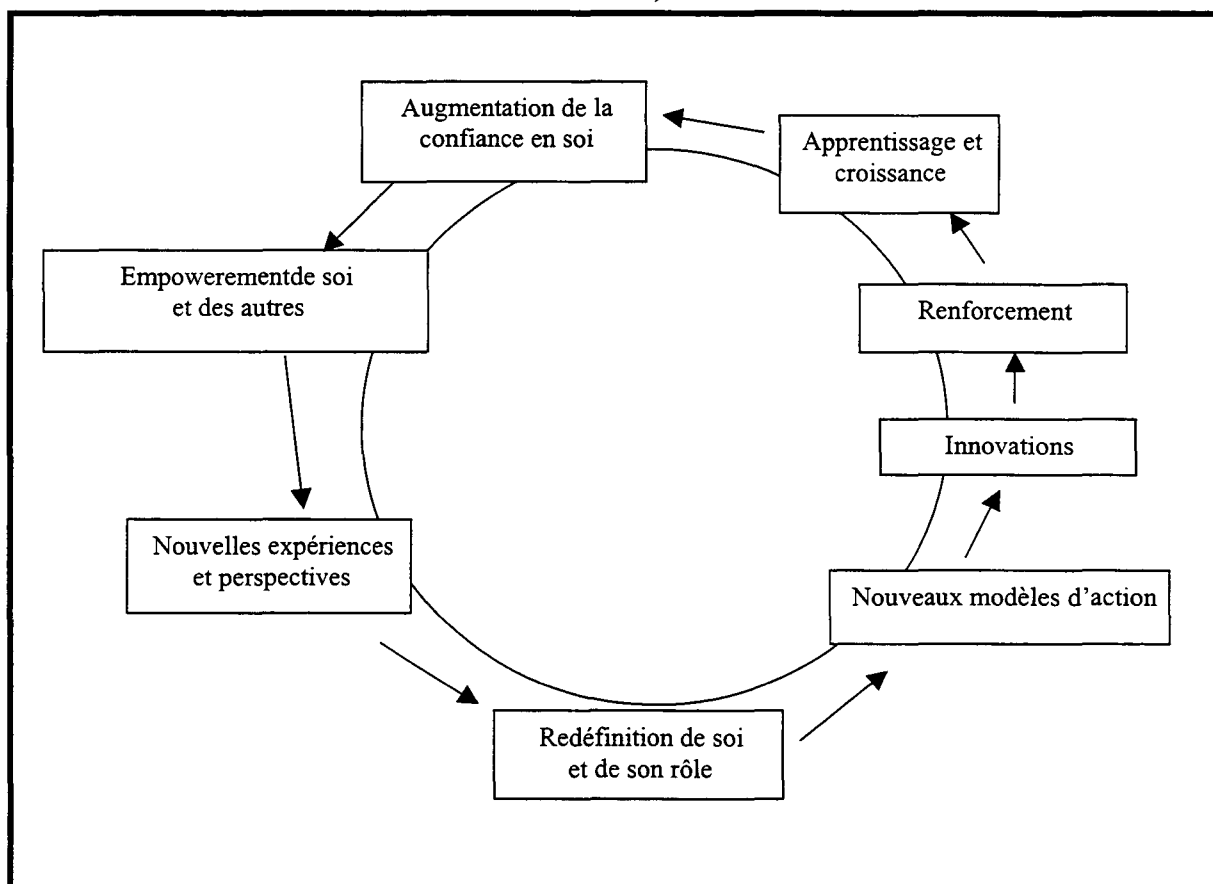 Augmentation de la
confiance en soi
Apprentissage et
croissance
Empowerementde soi
et des autres
Renforcement
Innovations
Nouvelles expériences
et perspectives
Nouveaux modèles d’action
Redéfinition de soi
et de son rôle